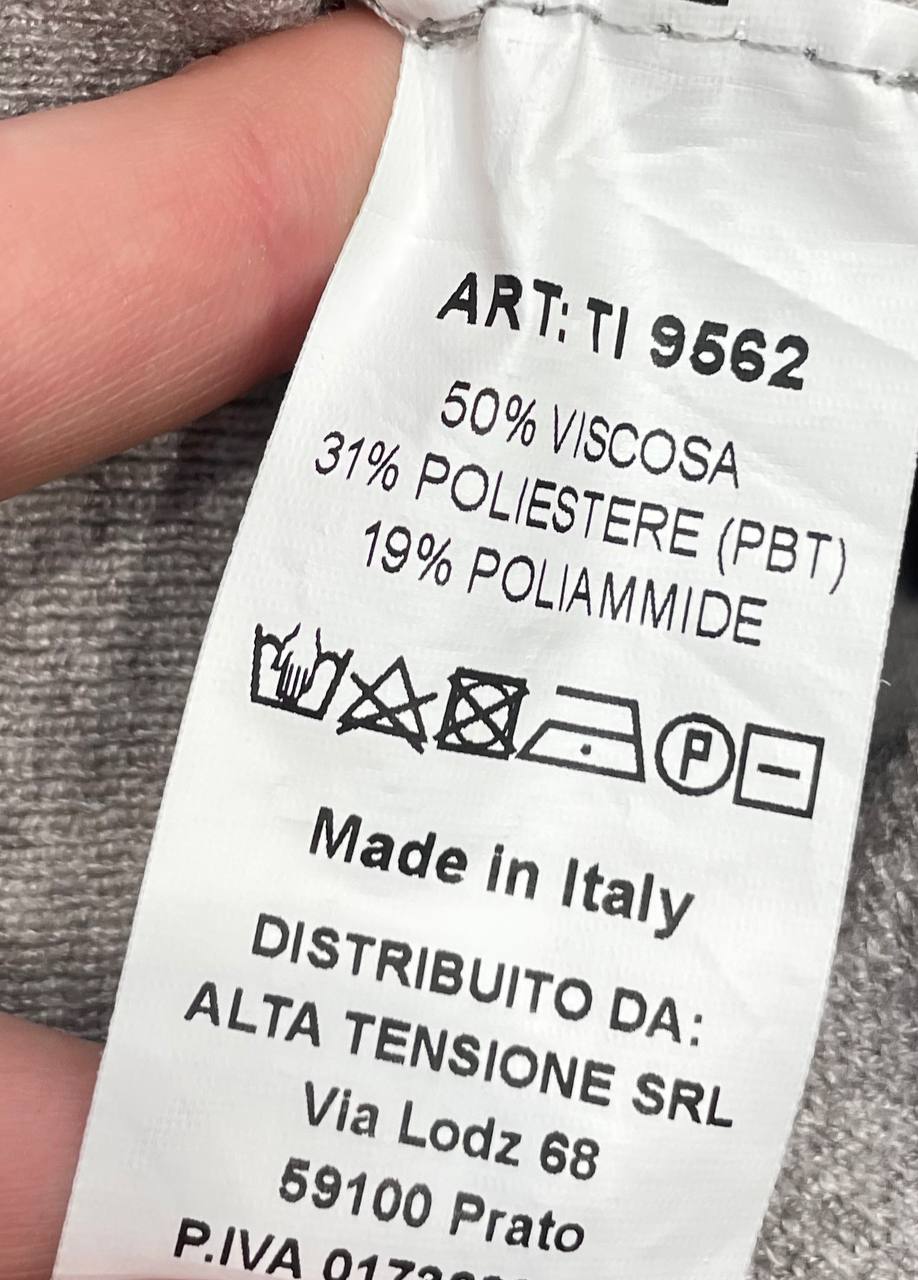 ART: TI 9562
50% VISCOSA
31% POLIESTERE (PBT)
19% POLIAMMIDE
P
Made in Italy
DISTRIBUITO DA:
ALTA TENSIONE SRL
Via Lodz 68
59100 Prato
P.IVA